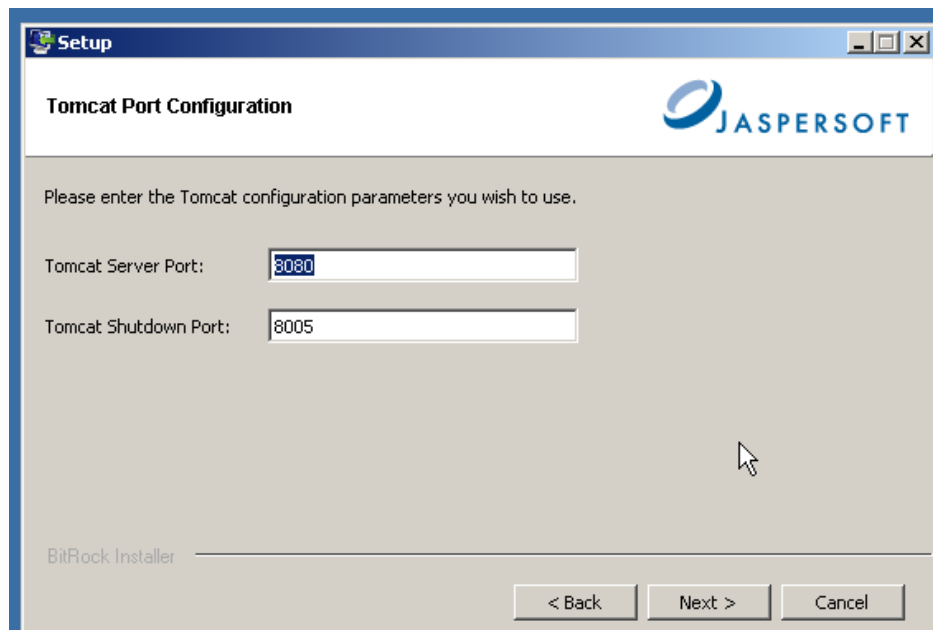 Setup
Tomcat Port Configuration
JASPERSOFT
Please enter the Tomcat configuration parameters you wish to use.
Tomcat Server Port: 8080
Tomcat Shutdown Port: 8005
BitRock Installer
< Back Next > Cancel